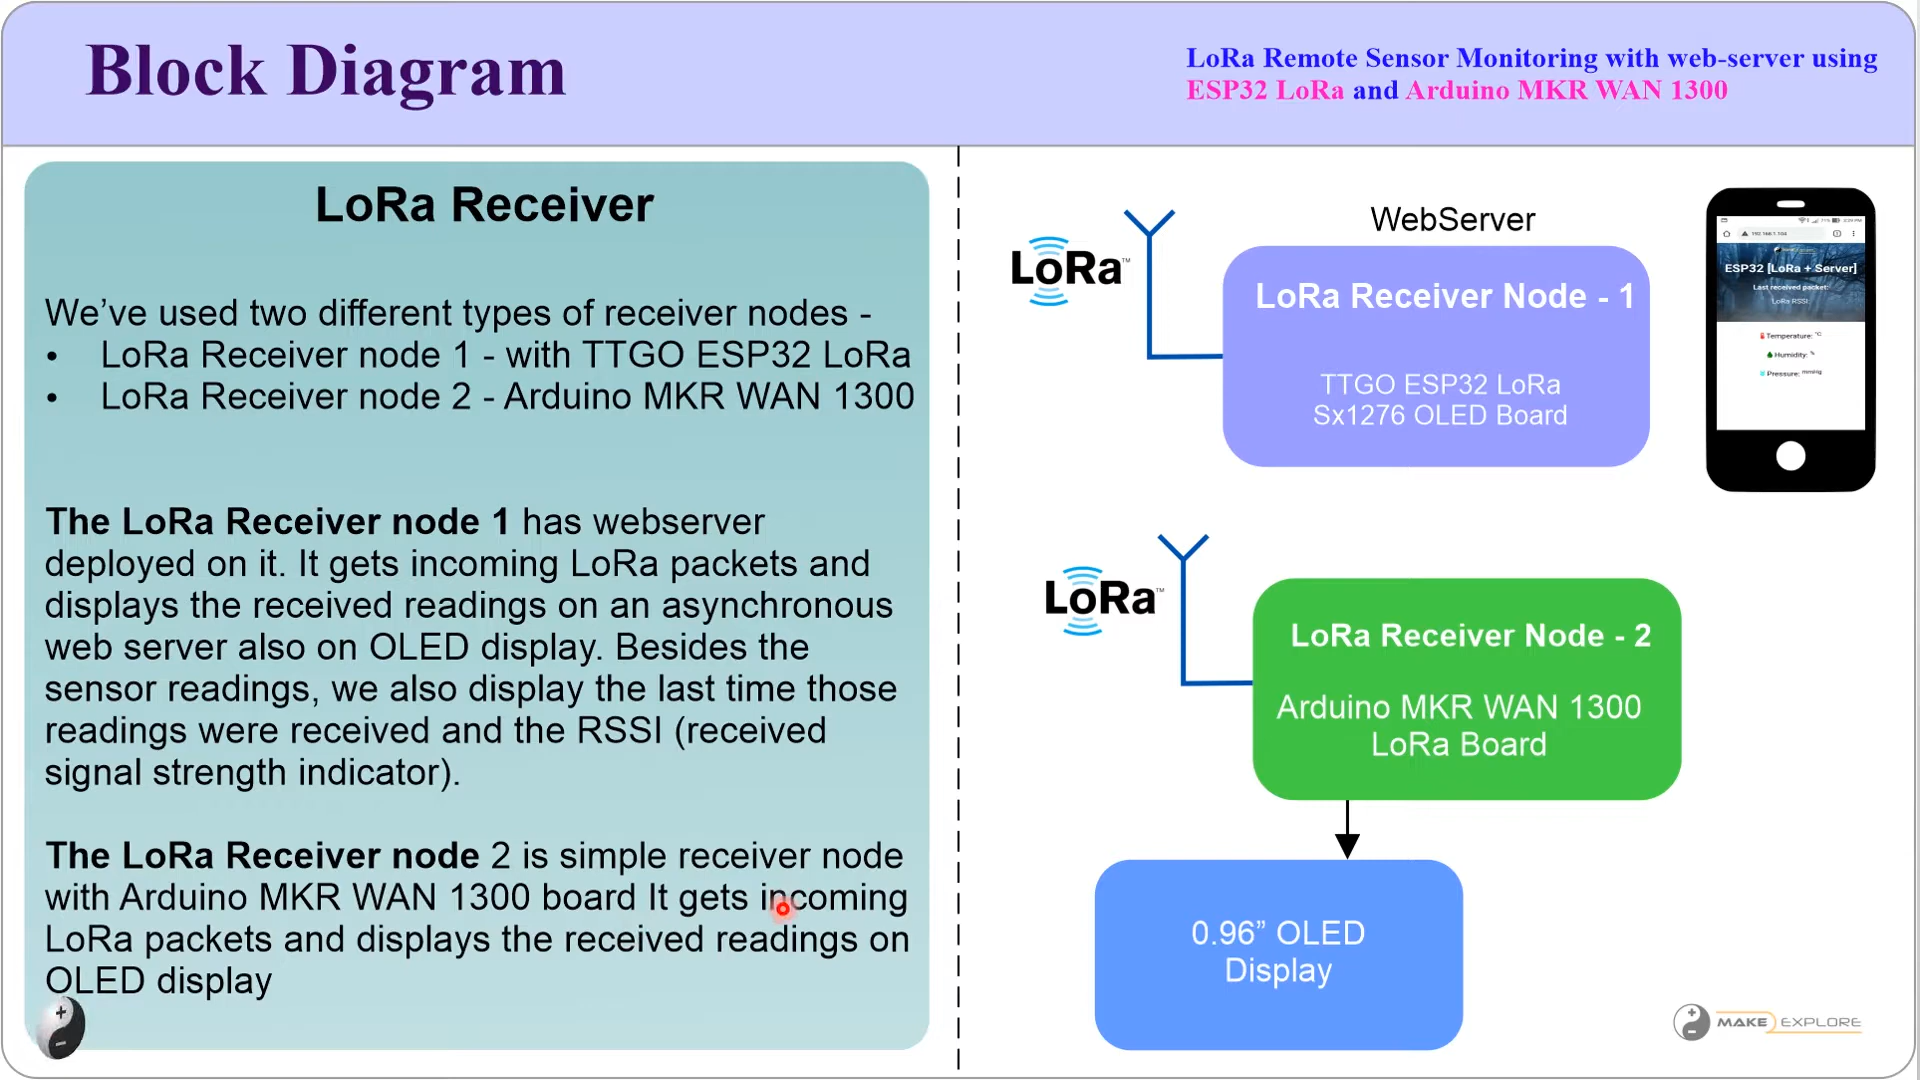 Block Diagram
LoRa Remote Sensor Monitoring with web-server using
ESP32 LoRa and Arduino MKR WAN 1300
LoRa Receiver
We've used two different types of receiver nodes -
• LoRa Receiver node 1 - with TTGO ESP32 LoRa
• LoRa Receiver node 2 - Arduino MKR WAN 1300
The LoRa Receiver node 1 has webserver
deployed on it. It gets incoming LoRa packets and
displays the received readings on an asynchronous
web server also on OLED display. Besides the
sensor readings, we also display the last time those
readings were received and the RSSI (received
signal strength indicator).
The LoRa Receiver node 2 is simple receiver node
with Arduino MKR WAN 1300 board It gets incoming
LoRa packets and displays the received readings on
OLED display
LoRa™
WebServer
LoRa Receiver Node - 1
TTGO ESP32 LoRa
Sx1276 OLED Board
192.168.1.104
ESP32 [LoRa + Server]
Last received packet:
LoRa RSSI:
Temperature: °C
Humidity: %
Pressure: mmHg
LoRa™
LoRa Receiver Node - 2
Arduino MKR WAN 1300
LoRa Board
0.96” OLED
Display
MAKE2EXPLORE